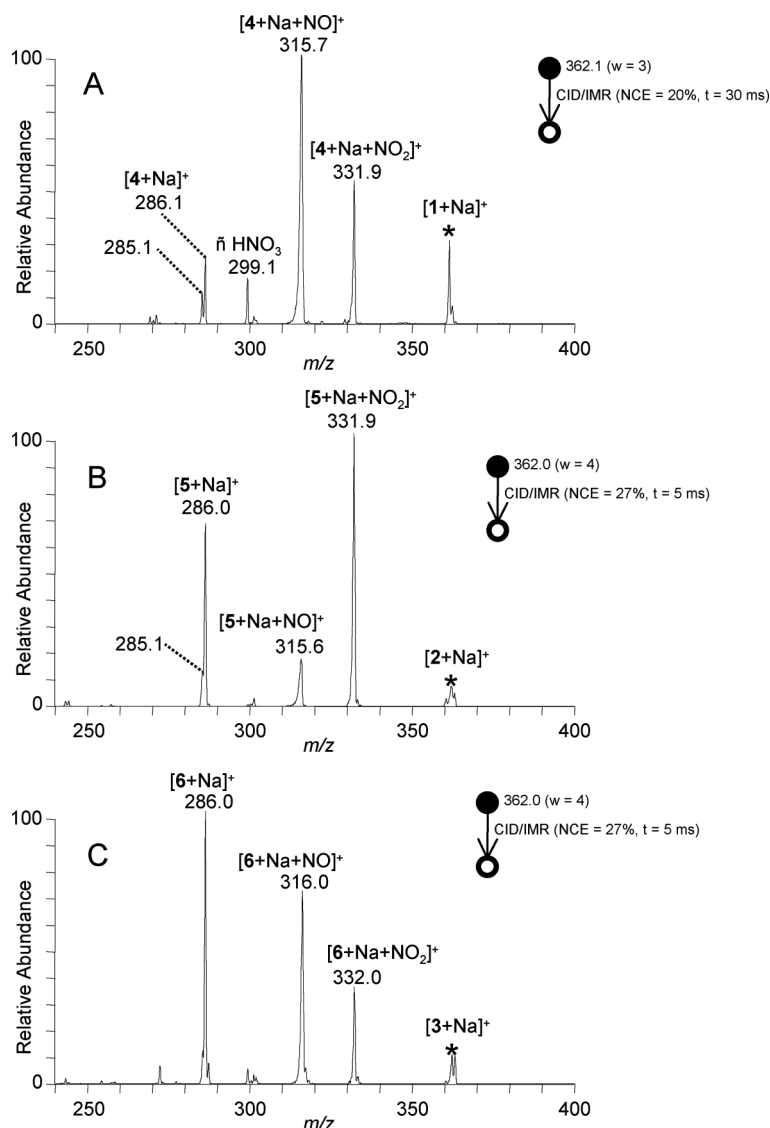 [4+Na+NO]+
315.7
100
A
362.1 (w = 3)
CID/IMR (NCE = 20%, t = 30 ms)
[4+Na+NO₂]+
331.9
[4+Na]+
286.1
[1+Na]+
*
ñ HNO₃
299.1
285.1
Relative Abundance
0
250 300 350 400
m/z
[5+Na+NO₂]+
331.9
100
B
362.0 (w = 4)
CID/IMR (NCE = 27%, t = 5 ms)
[5+Na]+
286.0
[5+Na+NO]+
315.6
285.1
[2+Na]+
*
Relative Abundance
0
250 300 350 400
m/z
[6+Na]+
286.0
100
C
362.0 (w = 4)
CID/IMR (NCE = 27%, t = 5 ms)
[6+Na+NO]+
316.0
[6+Na+NO₂]+
332.0
[3+Na]+
*
Relative Abundance
0
250 300 350 400
m/z